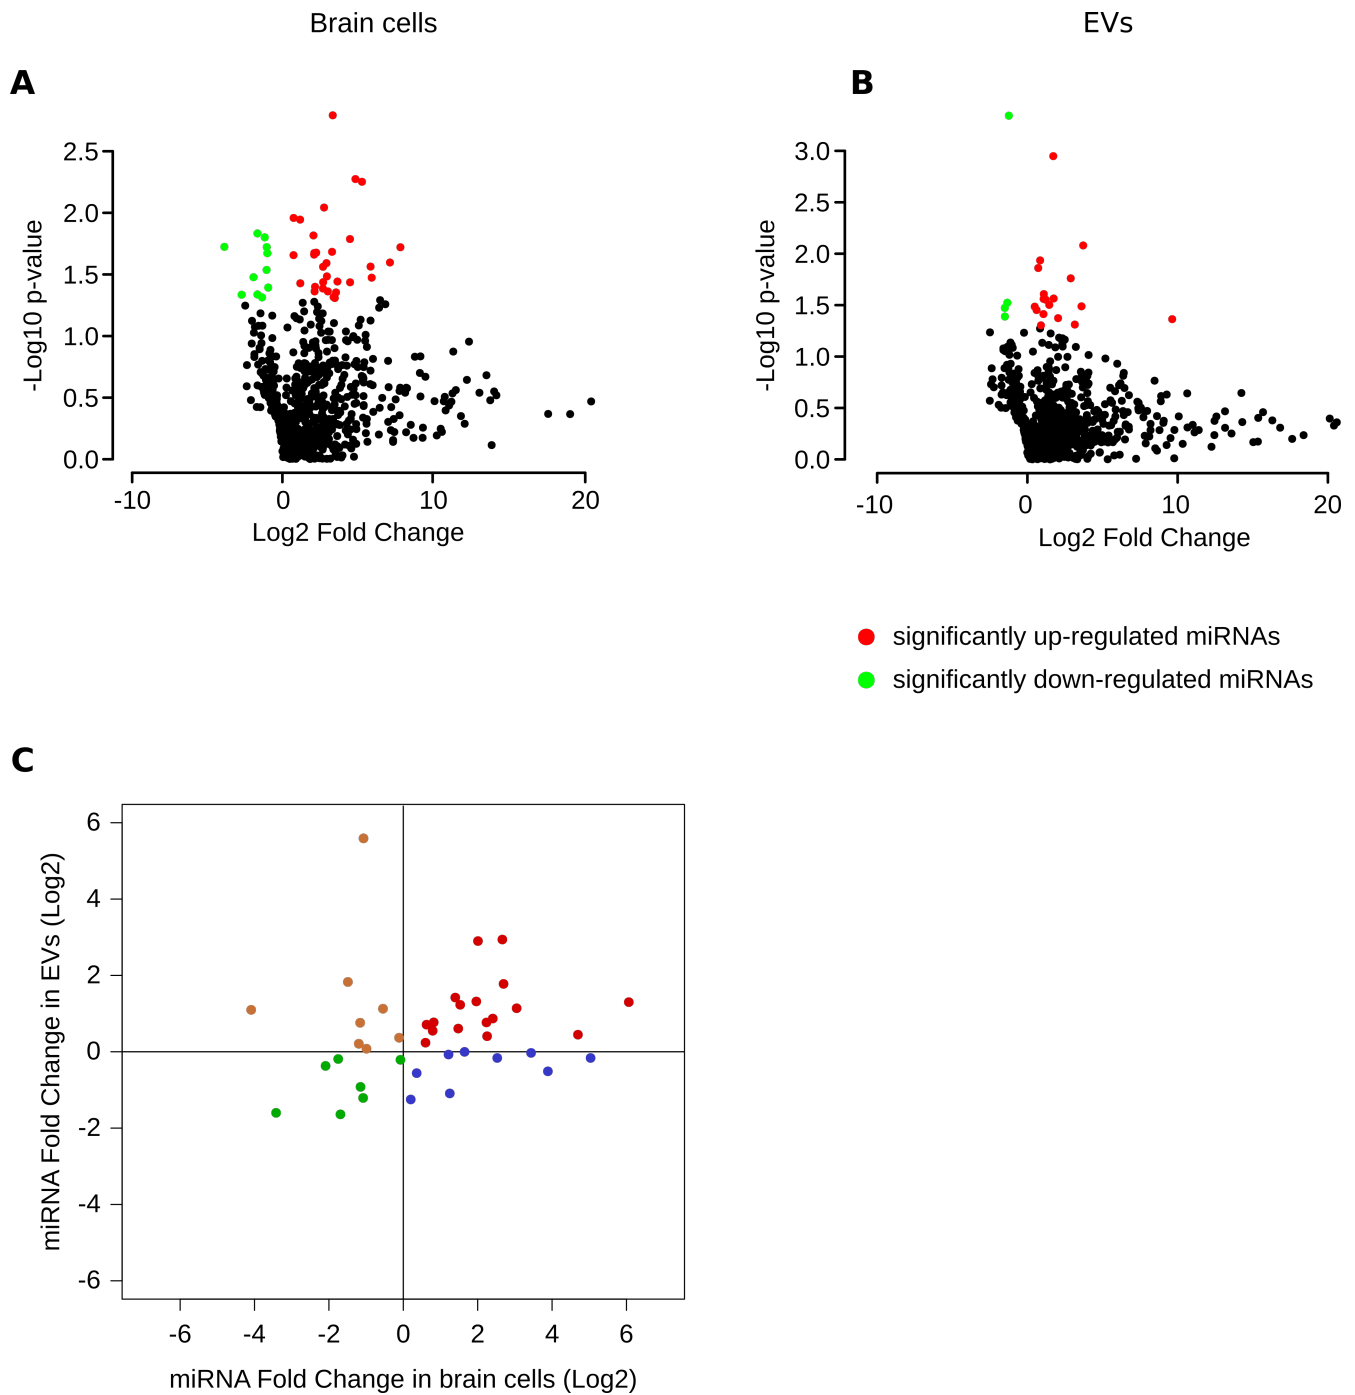 Brain cells
EVs
A
B
2.5
2.0
1.5
1.0
0.5
0.0
-Log10 p-value
-10
0
10
20
Log2 Fold Change
3.0
2.5
2.0
1.5
1.0
0.5
0.0
-Log10 p-value
-10
0
10
20
Log2 Fold Change
significantly up-regulated miRNAs
significantly down-regulated miRNAs
C
6
4
2
0
-2
-4
-6
miRNA Fold Change in EVs (Log2)
-6
-4
-2
0
2
4
6
miRNA Fold Change in brain cells (Log2)